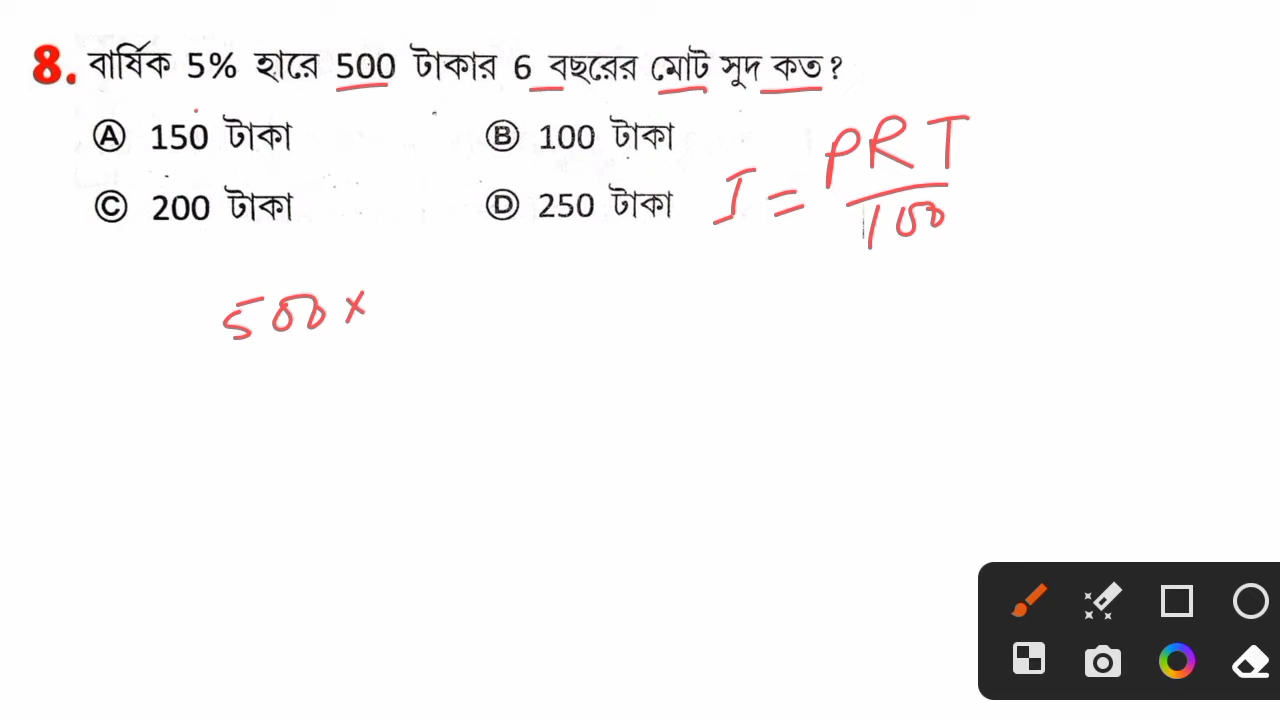 8. বার্ষিক 5% হারে 500 টাকার 6 বছরের মোট সুদ কত?
Ⓐ 150 টাকা Ⓑ 100 টাকা
Ⓒ 200 টাকা Ⓓ 250 টাকা
I = PRT
100
500 ×